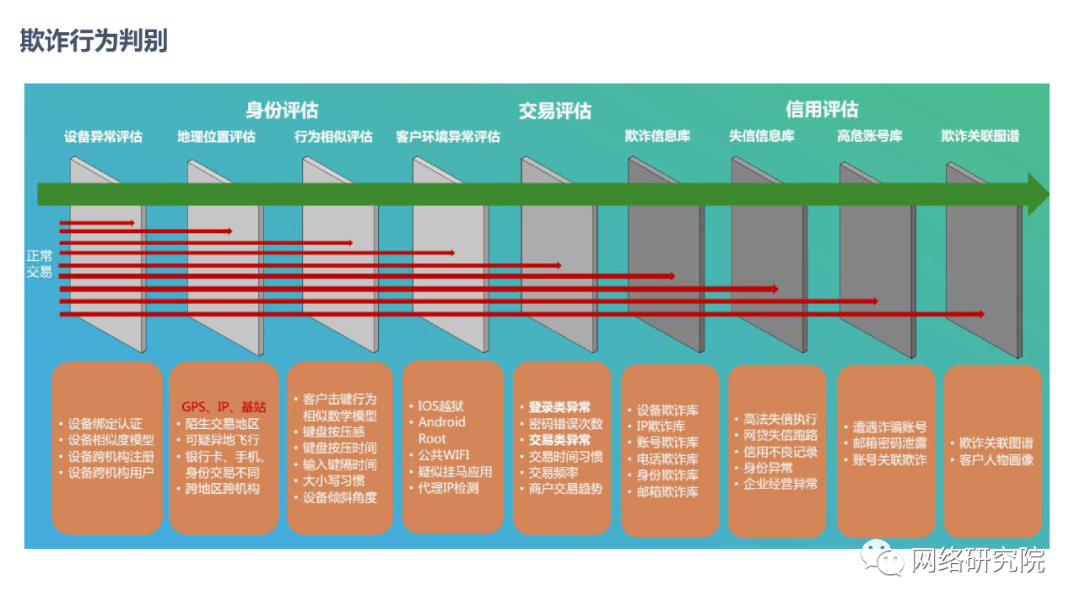 欺诈行为判别
身份评估
交易评估
信用评估
设备异常评估
地理位置评估
行为相似评估
客户环境异常评估
欺诈信息库
失信信息库
高危账号库
欺诈关联图谱
正常
交易
• 设备绑定认证
• 设备相似度模型
• 设备跨机构注册
• 设备跨机构用户
GPS、IP、基站
• 陌生交易地区
• 可疑异地飞行
• 银行卡、手机、
身份交易不同
• 跨地区跨机构
• 客户击键行为
相似数学模型
• 键盘按压感
• 键盘按压时间
• 输入键隔时间
• 大小写习惯
• 设备倾斜角度
• IOS越狱
• Android
Root
• 公共WIFI
• 疑似挂马应用
• 代理IP检测
• 登录类异常
• 密码错误次数
• 交易类异常
• 交易时间习惯
• 交易频率
• 商户交易趋势
• 设备欺诈库
• IP欺诈库
• 账号欺诈库
• 电话欺诈库
• 身份欺诈库
• 邮箱欺诈库
• 高法失信执行
• 网贷失信跑路
• 信用不良记录
• 身份异常
• 企业经营异常
• 遭遇诈骗账号
• 邮箱密码泄露
• 账号关联欺诈
• 欺诈关联图谱
• 客户人物画像
网络研究院